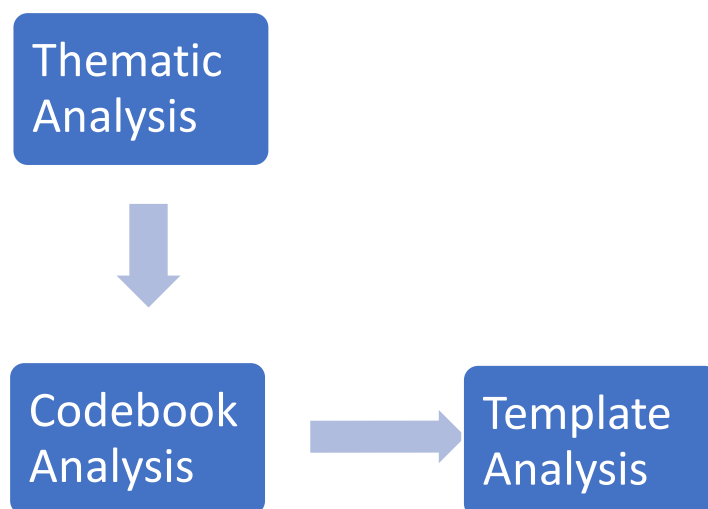 Thematic
Analysis
Codebook
Analysis
Template
Analysis